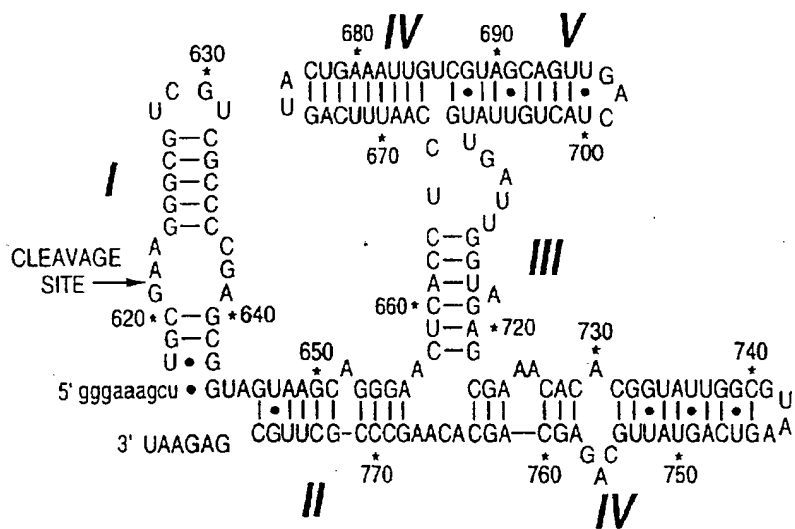 630
680 IV 690 V
* * *
C G
U U
A CUGAAAUUGUCGUAGCAGUU G
A
U GACUUUAAC C GUAUUGUCAU C
* *
670 700
I
G–C
C–G
G–C
G–C
G–C
C U
U G
A
U
U
A C
G
CLEAVAGE SITE
A A
G G
620 * C–G * 640
G–C
U•G
C–G
C–G
A–U A
660 * C–G
U–A * 720
C G
III
650 730 740
* * *
5' gggaaagcu • GUAGUAAGC A GGGA A CGA AA CAC A CGGUAUUGGCG U
A
3' UAAGAG CGUUCG–CCCGAACACGA–CGA G C GUUAUGACUGA A
* * A *
770 760 750
II IV